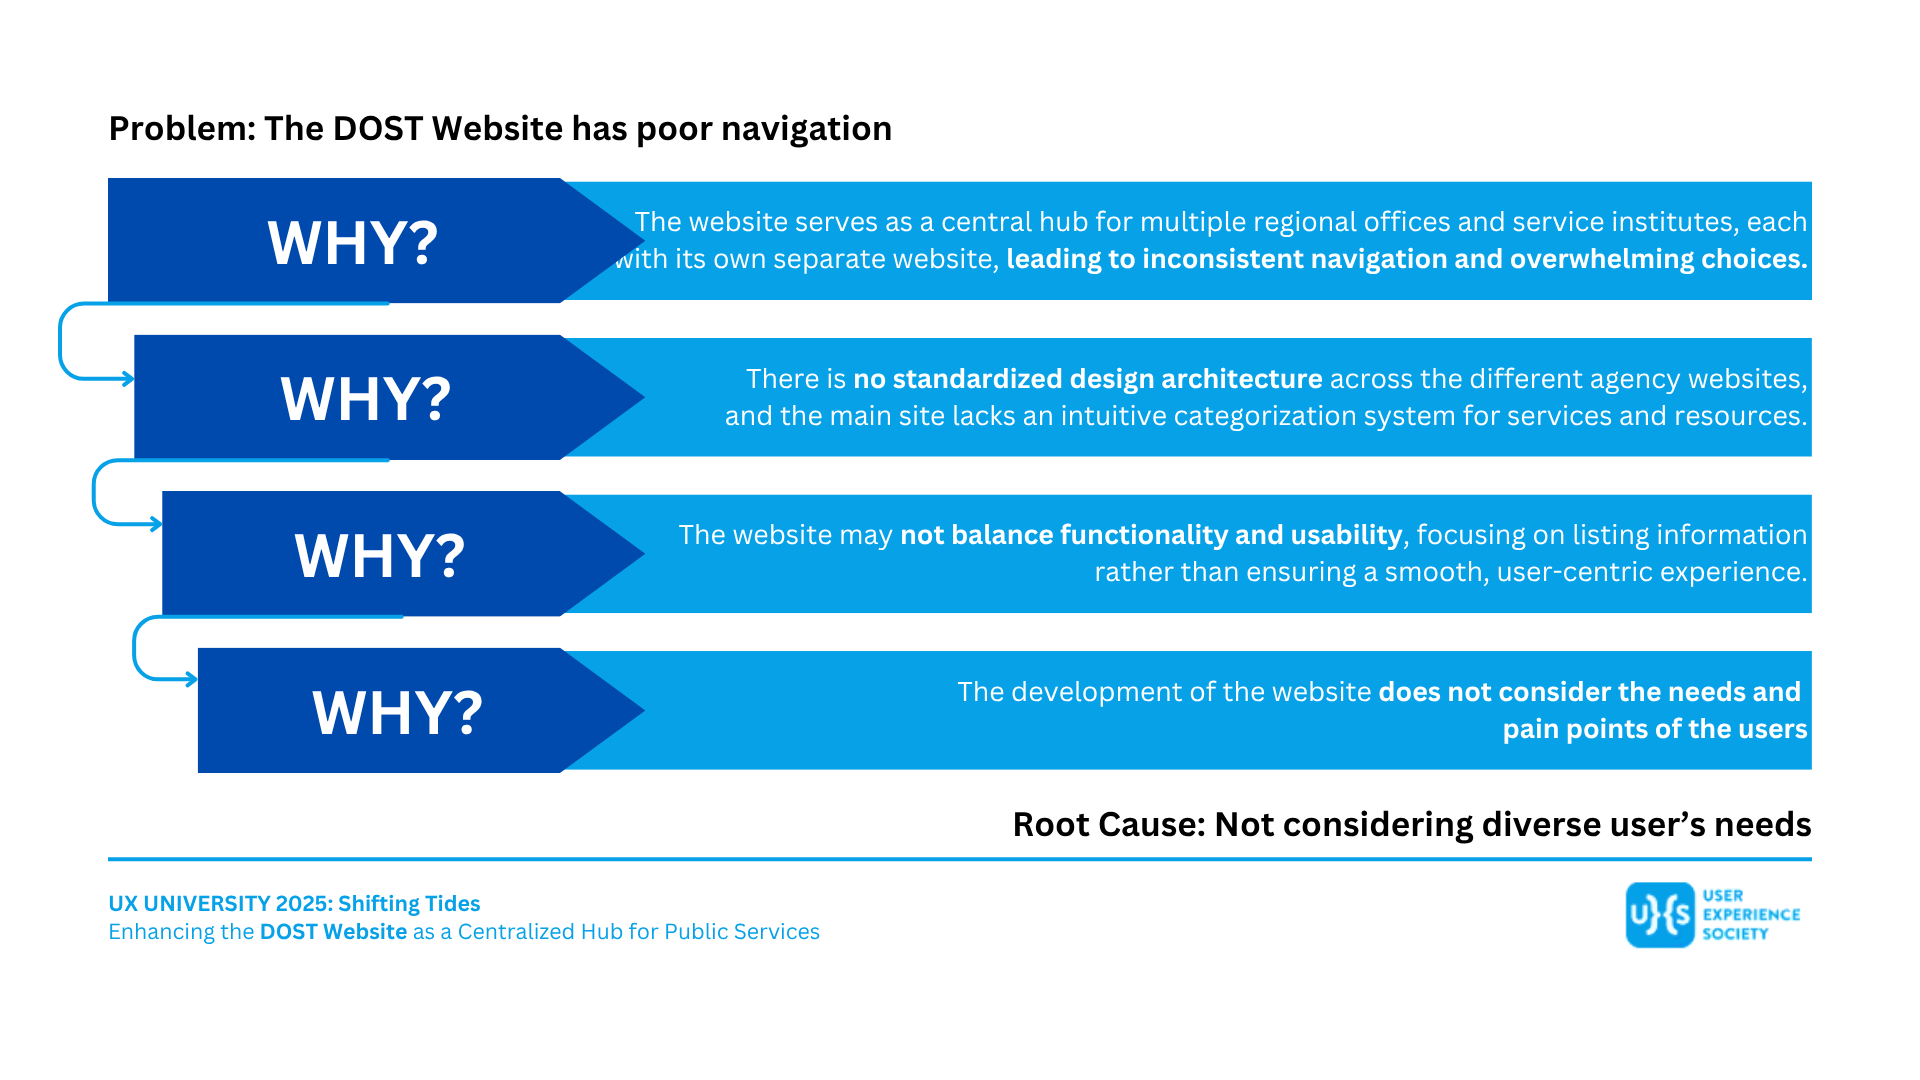 Problem: The DOST Website has poor navigation
WHY?
The website serves as a central hub for multiple regional offices and service institutes, each
with its own separate website, leading to inconsistent navigation and overwhelming choices.
WHY?
There is no standardized design architecture across the different agency websites,
and the main site lacks an intuitive categorization system for services and resources.
WHY?
The website may not balance functionality and usability, focusing on listing information
rather than ensuring a smooth, user-centric experience.
WHY?
The development of the website does not consider the needs and
pain points of the users
Root Cause: Not considering diverse user’s needs
UX UNIVERSITY 2025: Shifting Tides
Enhancing the DOST Website as a Centralized Hub for Public Services
USER
EXPERIENCE
SOCIETY